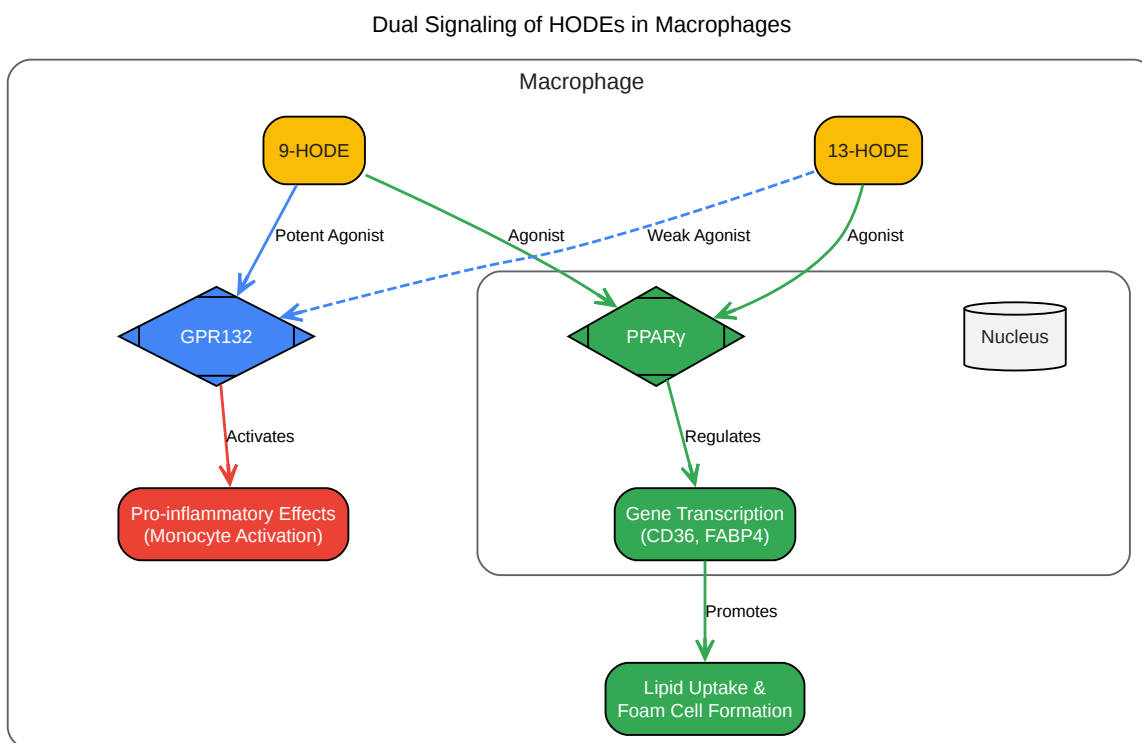 Dual Signaling of HODEs in Macrophages
Macrophage
9-HODE
13-HODE
Potent Agonist
Agonist
Weak Agonist
Agonist
GPR132
PPARγ
Nucleus
Activates
Regulates
Pro-inflammatory Effects
(Monocyte Activation)
Gene Transcription
(CD36, FABP4)
Promotes
Lipid Uptake &
Foam Cell Formation